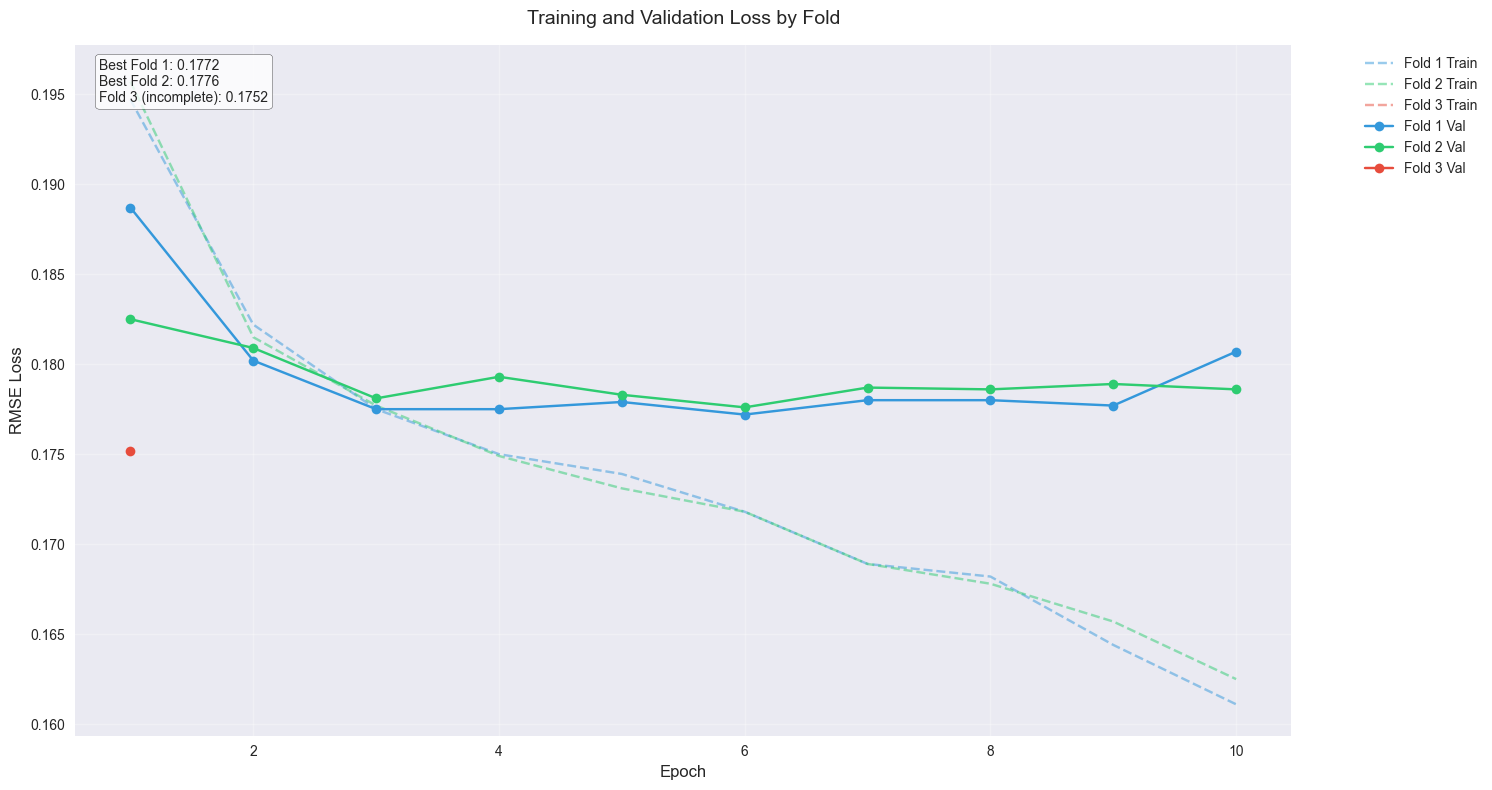 Training and Validation Loss by Fold
Best Fold 1: 0.1772
Best Fold 2: 0.1776
Fold 3 (incomplete): 0.1752
Fold 1 Train
Fold 2 Train
Fold 3 Train
Fold 1 Val
Fold 2 Val
Fold 3 Val
RMSE Loss
0.195
0.190
0.185
0.180
0.175
0.170
0.165
0.160
2 4 6 8 10
Epoch